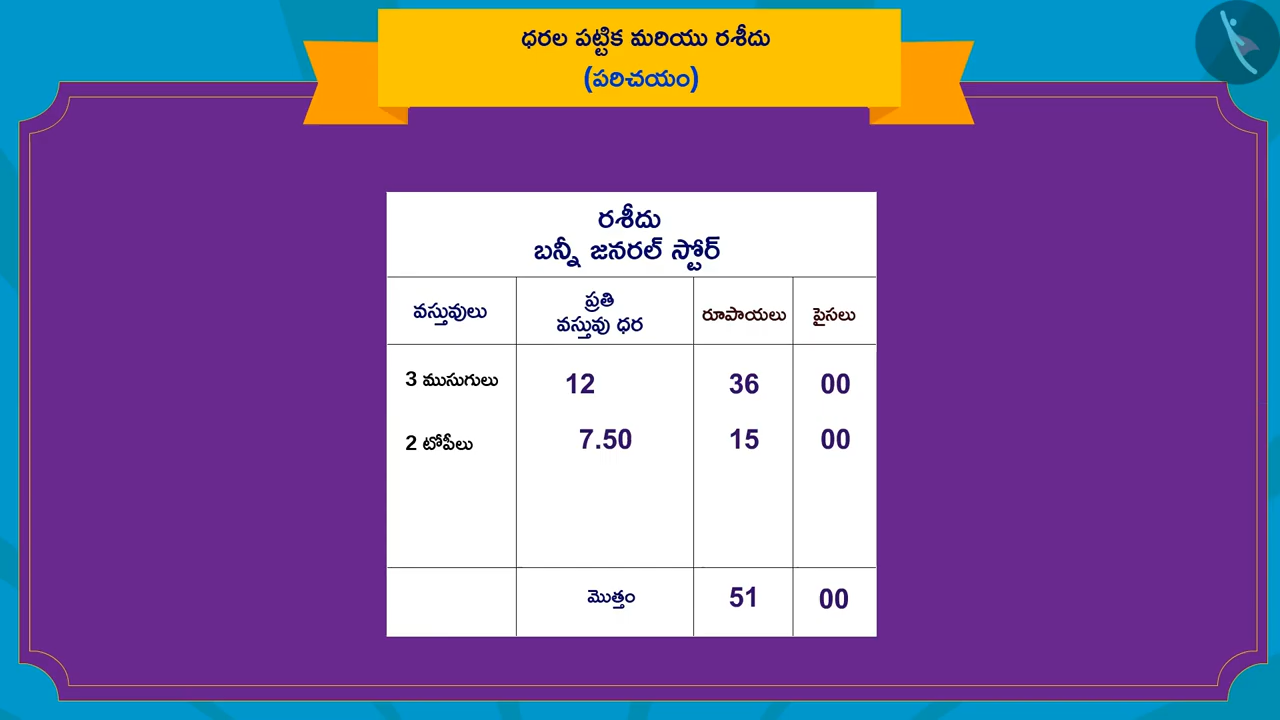 ధరల పట్టిక మరియు రశీదు
(పరిచయం)
రశీదు
బన్నీ జనరల్ స్టోర్
వస్తువులు ప్రతి వస్తువు ధర రూపాయలు పైసలు
3 ముసుగులు 12 36 00
2 టోపీలు 7.50 15 00
మొత్తం 51 00